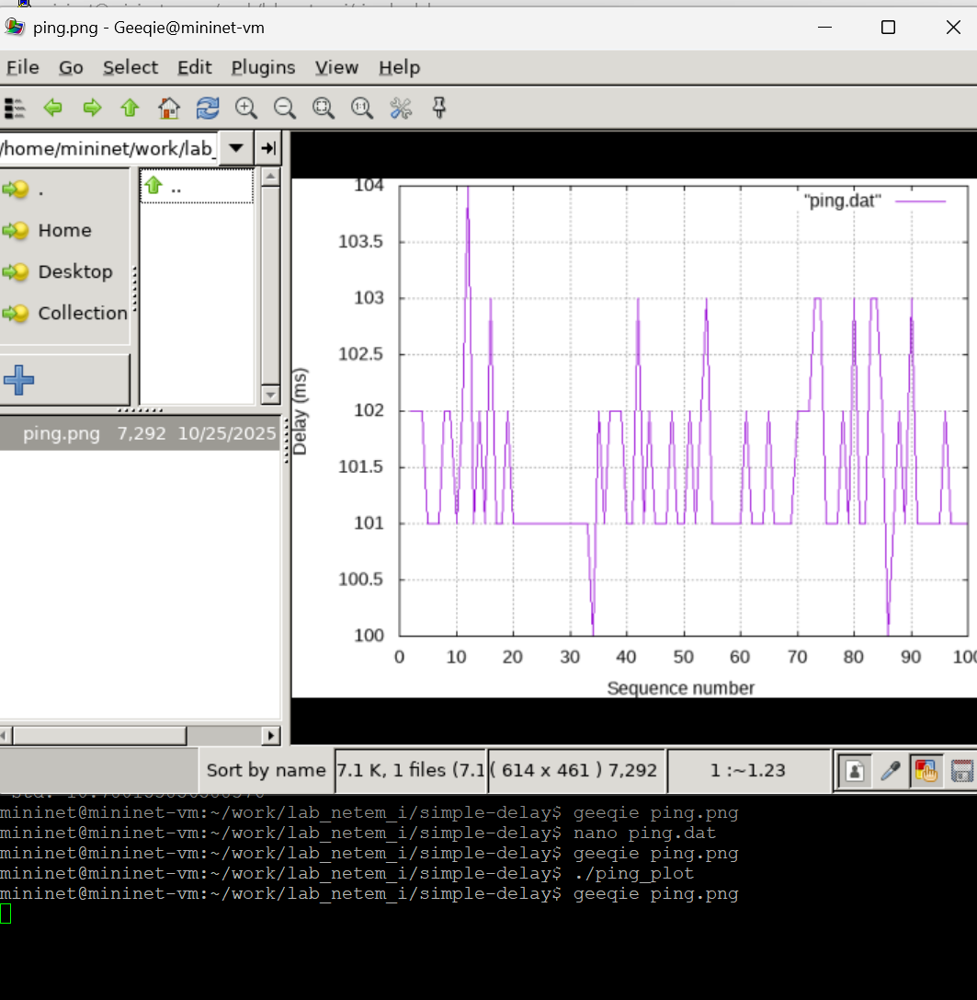 ping.png - Geeqie@mininet-vm
File Go Select Edit Plugins View Help
/home/mininet/work/lab_
.
Home
Desktop
Collection
..
ping.png 7,292 10/25/2025
"ping.dat"
104
103.5
103
102.5
102
101.5
101
100.5
100
Delay (ms)
0 10 20 30 40 50 60 70 80 90 100
Sequence number
Sort by name 7.1 K, 1 files (7.1 ( 614 x 461 ) 7,292 1 :~1.23
mininet@mininet-vm:~/work/lab_netem_i/simple-delay$ geeqie ping.png
mininet@mininet-vm:~/work/lab_netem_i/simple-delay$ nano ping.dat
mininet@mininet-vm:~/work/lab_netem_i/simple-delay$ geeqie ping.png
mininet@mininet-vm:~/work/lab_netem_i/simple-delay$ ./ping_plot
mininet@mininet-vm:~/work/lab_netem_i/simple-delay$ geeqie ping.png